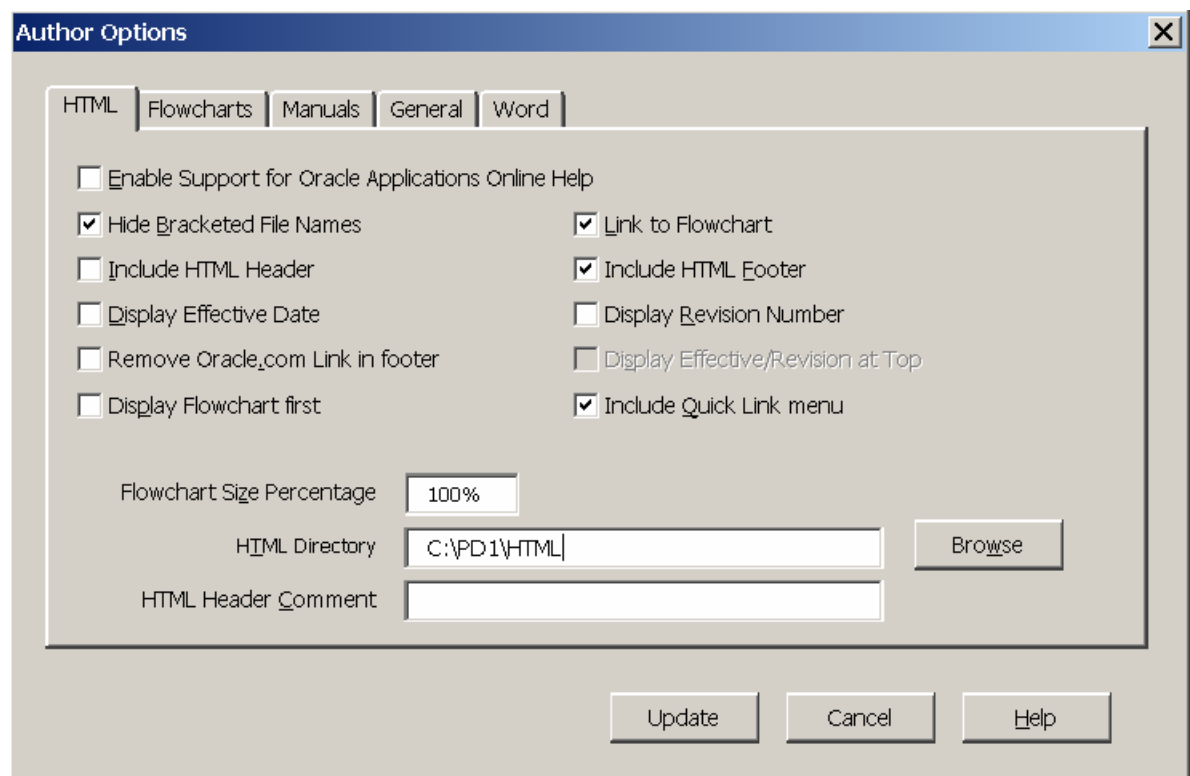 Author Options
HTML Flowcharts Manuals General Word
Enable Support for Oracle Applications Online Help
Hide Bracketed File Names Link to Flowchart
Include HTML Header Include HTML Footer
Display Effective Date Display Revision Number
Remove Oracle.com Link in footer Display Effective/Revision at Top
Display Flowchart first Include Quick Link menu
Flowchart Size Percentage 100%
HTML Directory C:\PD1\HTML Browse
HTML Header Comment
Update Cancel Help